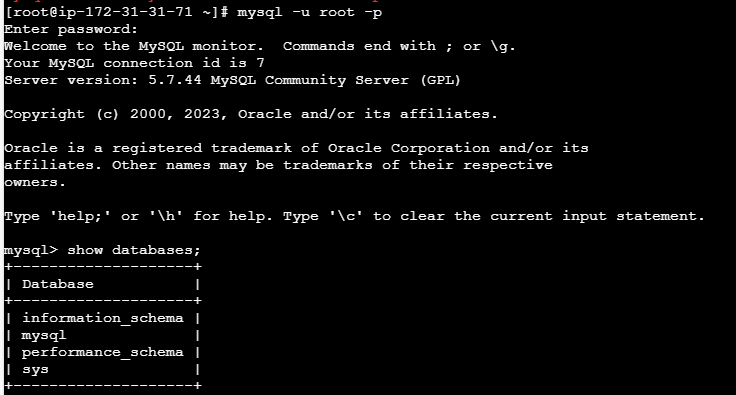 [root@ip-172-31-31-71 ~]# mysql -u root -p
Enter password:
Welcome to the MySQL monitor.  Commands end with ; or \g.
Your MySQL connection id is 7
Server version: 5.7.44 MySQL Community Server (GPL)

Copyright (c) 2000, 2023, Oracle and/or its affiliates.

Oracle is a registered trademark of Oracle Corporation and/or its
affiliates. Other names may be trademarks of their respective
owners.

Type 'help;' or '\h' for help. Type '\c' to clear the current input statement.

mysql> show databases;
+--------------------+
| Database           |
+--------------------+
| information_schema |
| mysql              |
| performance_schema |
| sys                |
+--------------------+